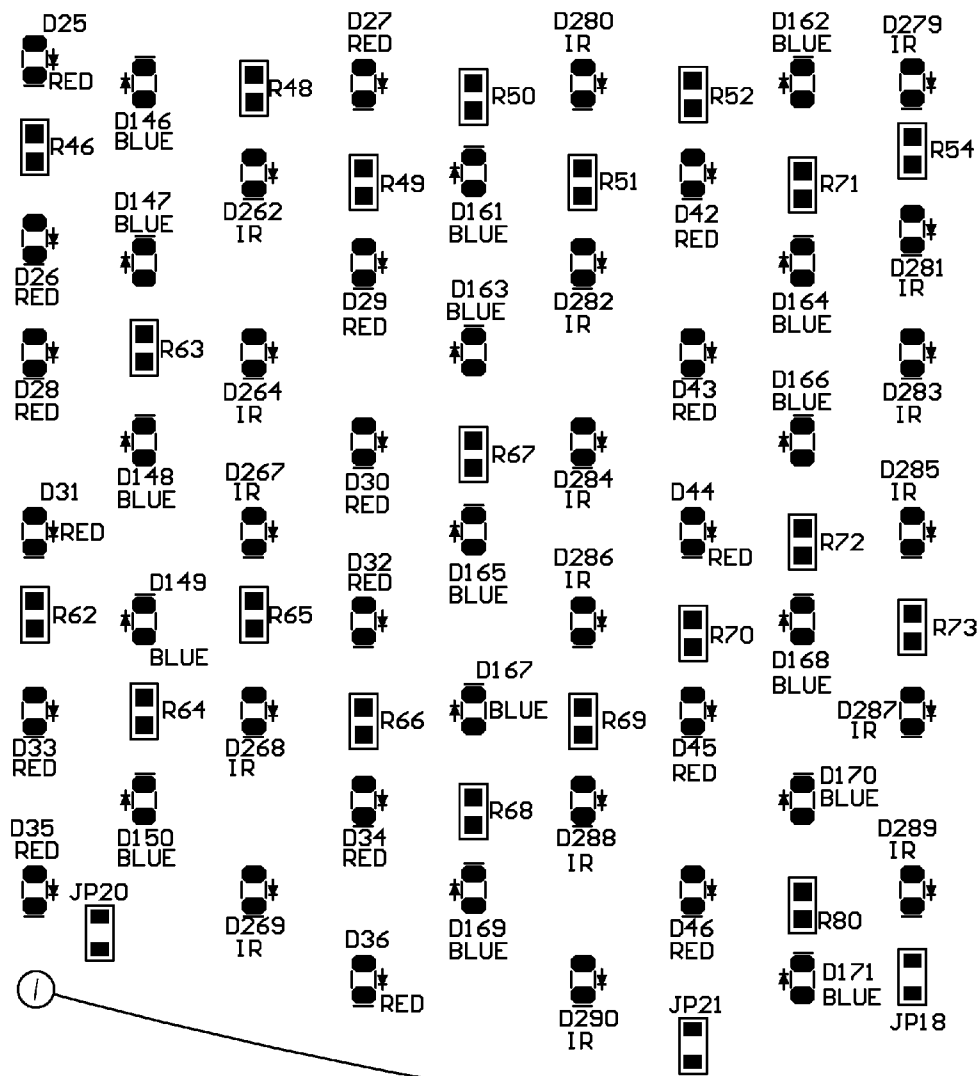 D25
RED
D146
BLUE
R48
D27
RED
R50
D280
IR
R52
D162
BLUE
D279
IR
R46
D147
BLUE
D262
IR
R49
D161
BLUE
R51
D42
RED
R71
R54
D26
RED
D29
RED
D163
BLUE
D282
IR
D164
BLUE
D281
IR
D28
RED
R63
D264
IR
D43
RED
D166
BLUE
D283
IR
D148
BLUE
D267
IR
D30
RED
R67
D284
IR
D285
IR
D31
RED
D44
RED
R72
D32
RED
D165
BLUE
D286
IR
R62
D149
BLUE
R65
R70
D168
BLUE
R73
D33
RED
R64
D268
IR
R66
D167
BLUE
R69
D45
RED
D287
IR
D35
RED
D150
BLUE
D34
RED
R68
D288
IR
D170
BLUE
D289
IR
JP20
D269
IR
D36
RED
D169
BLUE
D46
RED
R80
1
D290
IR
JP21
D171
BLUE
JP18